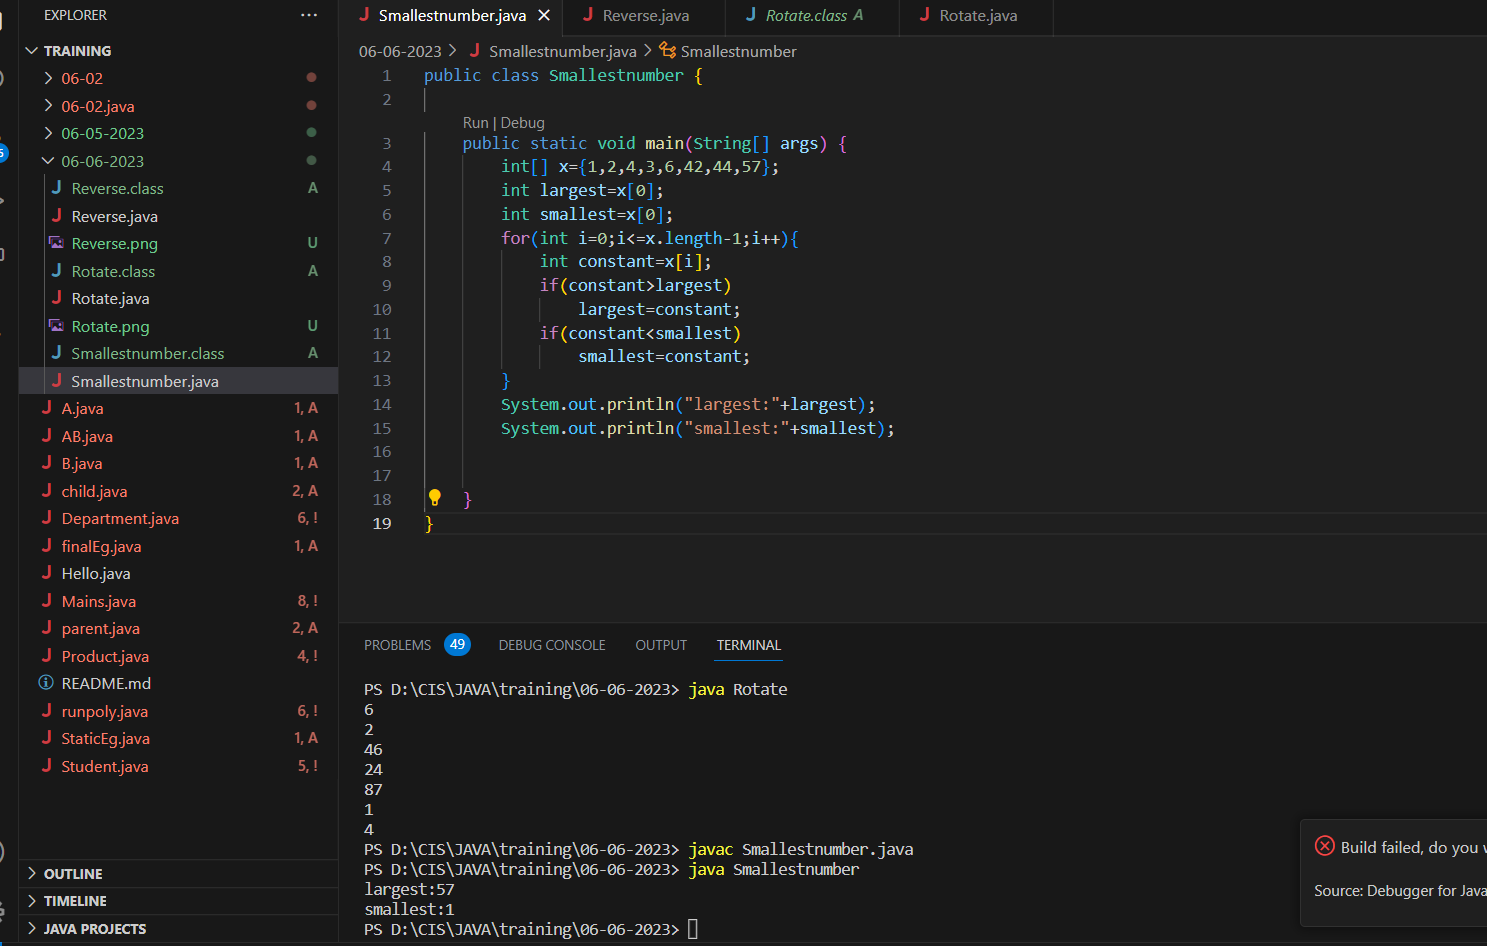 EXPLORER ...
TRAINING
06-02
06-02.java
06-05-2023
06-06-2023
Reverse.class A
Reverse.java
Reverse.png U
Rotate.class A
Rotate.java
Rotate.png U
Smallestnumber.class A
Smallestnumber.java
A.java 1, A
AB.java 1, A
B.java 1, A
child.java 2, A
Department.java 6, !
finalEg.java 1, A
Hello.java
Mains.java 8, !
parent.java 2, A
Product.java 4, !
README.md
runpoly.java 6, !
StaticEg.java 1, A
Student.java 5, !
OUTLINE
TIMELINE
JAVA PROJECTS
Smallestnumber.java Reverse.java Rotate.class A Rotate.java
06-06-2023 > Smallestnumber.java > Smallestnumber
1 public class Smallestnumber {
2
Run | Debug
3 public static void main(String[] args) {
4 int[] x={1,2,4,3,6,42,44,57};
5 int largest=x[0];
6 int smallest=x[0];
7 for(int i=0;i<=x.length-1;i++){
8 int constant=x[i];
9 if(constant>largest)
10 largest=constant;
11 if(constant<smallest)
12 smallest=constant;
13 }
14 System.out.println("largest:"+largest);
15 System.out.println("smallest:"+smallest);
16
17
18 }
19 }
PROBLEMS 49 DEBUG CONSOLE OUTPUT TERMINAL
PS D:\CIS\JAVA\training\06-06-2023> java Rotate
6
2
46
24
87
1
4
PS D:\CIS\JAVA\training\06-06-2023> javac Smallestnumber.java
PS D:\CIS\JAVA\training\06-06-2023> java Smallestnumber
largest:57
smallest:1
PS D:\CIS\JAVA\training\06-06-2023>
Build failed, do you
Source: Debugger for Java